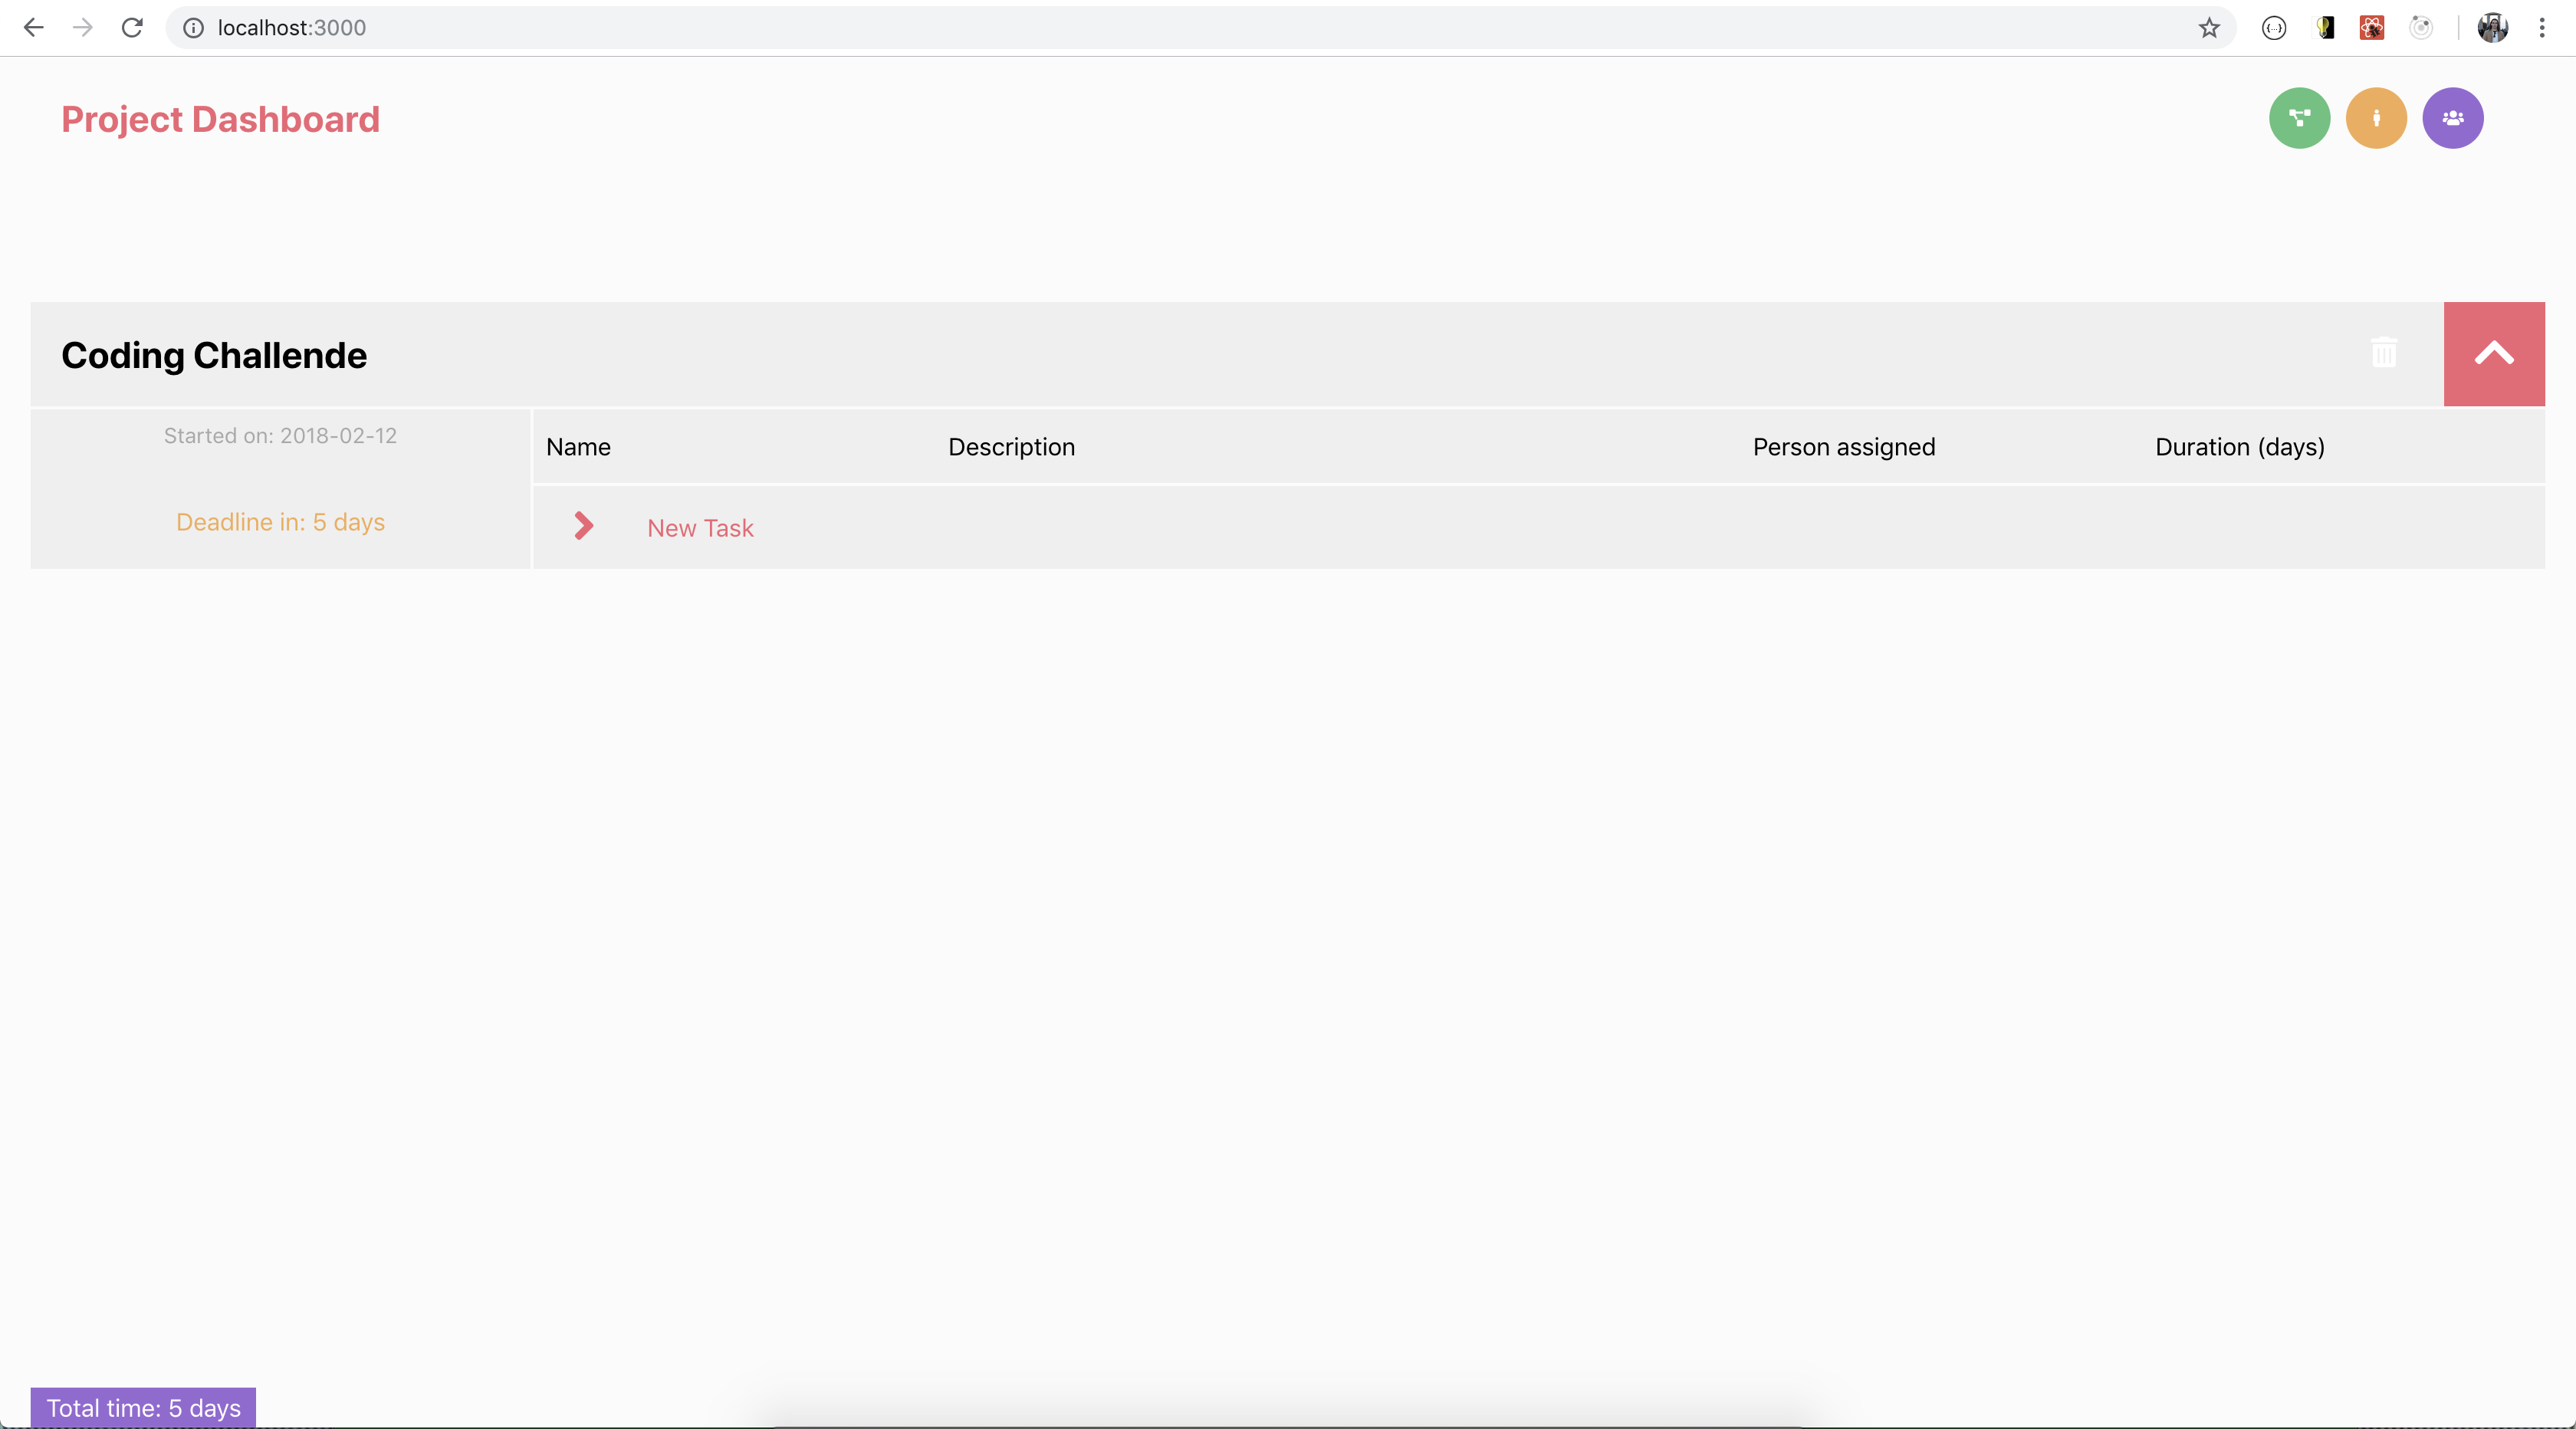 localhost:3000
Project Dashboard
Coding Challende
Started on: 2018-02-12
Name Description Person assigned Duration (days)
Deadline in: 5 days
New Task
Total time: 5 days